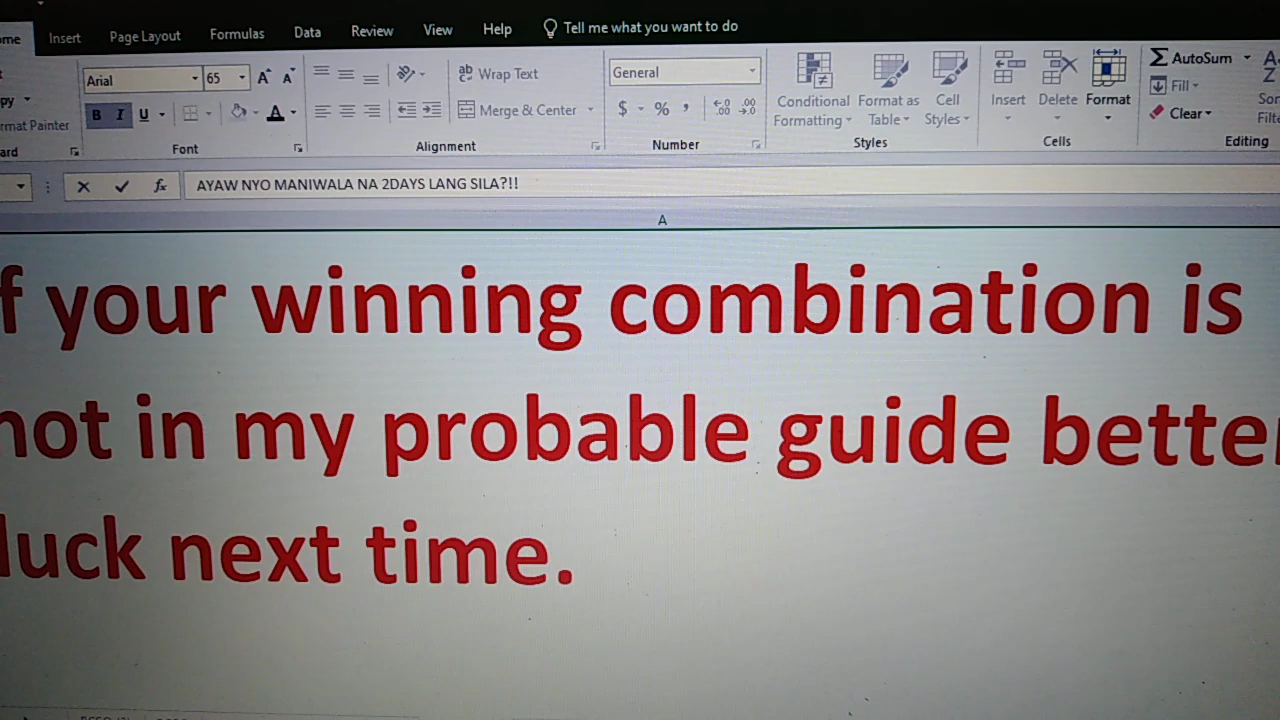 Insert Page Layout Formulas Data Review View Help Tell me what you want to do
Arial 65 A A ab Wrap Text General Conditional Formatting Format as Table Cell Styles Insert Delete Format AutoSum
B I U A Merge & Center $ % , Fill
Clear
Font Alignment Number Styles Cells Editing
fx AYAW NYO MANIWALA NA 2DAYS LANG SILA?!!
A
f your winning combination is
not in my probable guide better
luck next time.